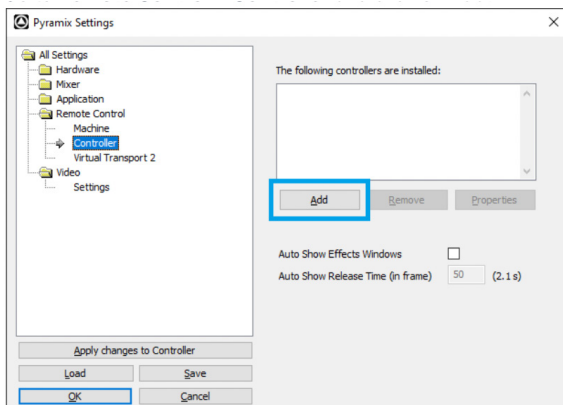 Pyramix Settings
All Settings
Hardware
Mixer
Application
Remote Control
Machine
Controller
Virtual Transport 2
Video
Settings
Apply changes to Controller
Load Save
OK Cancel
The following controllers are installed:
Add Remove Properties
Auto Show Effects Windows
Auto Show Release Time (in frame) 50 (2.1 s)